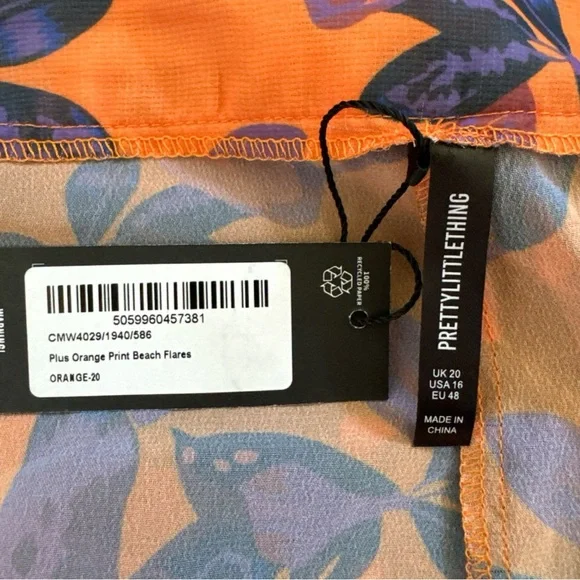 5059960457381
CMW4029/1940/586
Plus Orange Print Beach Flares
ORANGE-20
100%
RECYCLED PAPER
PRETTYLITTLETHING
UK 20
USA 16
EU 48
MADE IN
CHINA
WARNING!